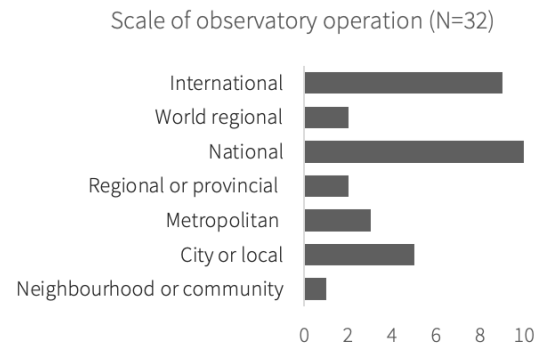 Scale of observatory operation (N=32)
International
World regional
National
Regional or provincial
Metropolitan
City or local
Neighbourhood or community
0 2 4 6 8 10